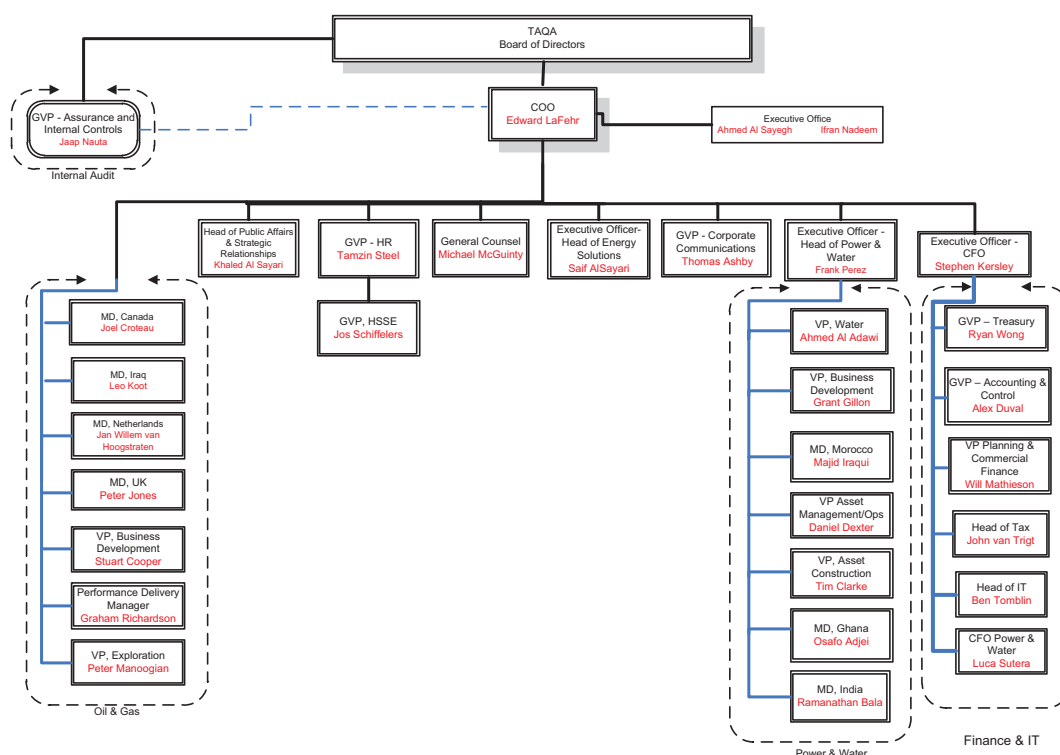 TAQA
Board of Directors
GVP - Assurance and
Internal Controls
Jaap Nauta
Internal Audit
COO
Edward LaFehr
Executive Office
Ahmed Al Sayegh Ifran Nadeem
Head of Public Affairs
& Strategic
Relationships
Khaled Al Sayari
GVP - HR
Tamzin Steel
General Counsel
Michael McGuinty
Executive Officer-
Head of Energy
Solutions
Saif AlSayari
GVP - Corporate
Communications
Thomas Ashby
Executive Officer -
Head of Power &
Water
Frank Perez
Executive Officer -
CFO
Stephen Kersley
GVP, HSSE
Jos Schiffelers
MD, Canada
Joel Croteau
MD, Iraq
Leo Koot
MD, Netherlands
Jan Willem van
Hoogstraten
MD, UK
Peter Jones
VP, Business
Development
Stuart Cooper
Performance Delivery
Manager
Graham Richardson
VP, Exploration
Peter Manoogian
Oil & Gas
VP, Water
Ahmed Al Adawi
VP, Business
Development
Grant Gillon
MD, Morocco
Majid Iraqui
VP Asset
Management/Ops
Daniel Dexter
VP, Asset
Construction
Tim Clarke
MD, Ghana
Osafo Adjei
MD, India
Ramanathan Bala
Power & Water
GVP – Treasury
Ryan Wong
GVP – Accounting &
Control
Alex Duval
VP Planning &
Commercial
Finance
Will Mathieson
Head of Tax
John van Trigt
Head of IT
Ben Tomblin
CFO Power &
Water
Luca Sutera
Finance & IT